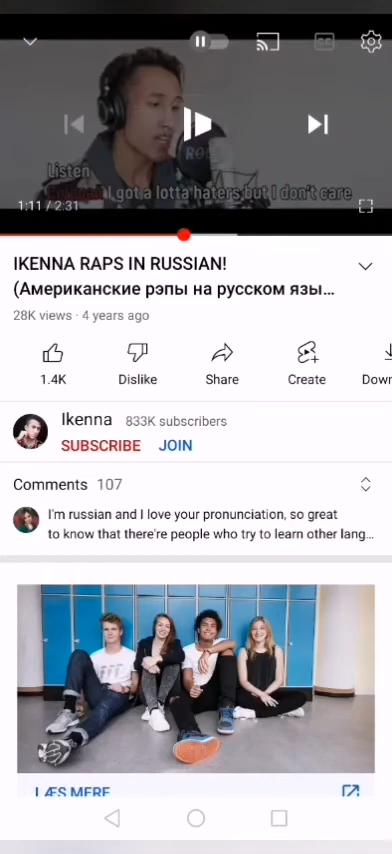 Listen
I got a lotta haters but I don't care
1:11 / 2:31
IKENNA RAPS IN RUSSIAN!
(Американские рэпы на русском язы...
28K views · 4 years ago
1.4K
Dislike
Share
Create
Down
Ikenna 833K subscribers
SUBSCRIBE JOIN
Comments 107
I'm russian and I love your pronunciation, so great
to know that there're people who try to learn other lang...
LÆS MERE